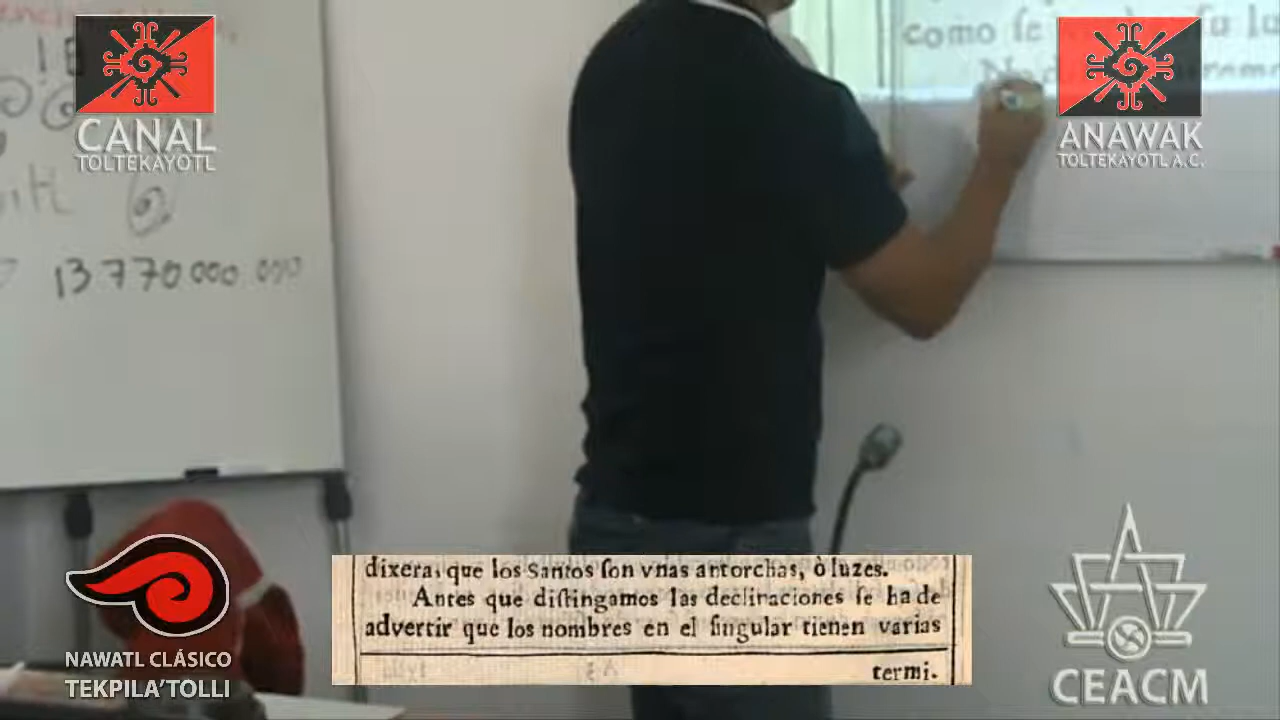 CANAL
TOLTEKAYOTL
13 770.000.000
como se
ANAWAK
TOLTEKAYOTL A.C.
dixera, que los Santos ſon vnas antorchas, ò luzes.
Antes que diſtingamos las declinaciones ſe ha de
advertir que los nombres en el ſingular tienen varias
termi.
NAWATL CLÁSICO
TEKPILA'TOLLI
CEACM